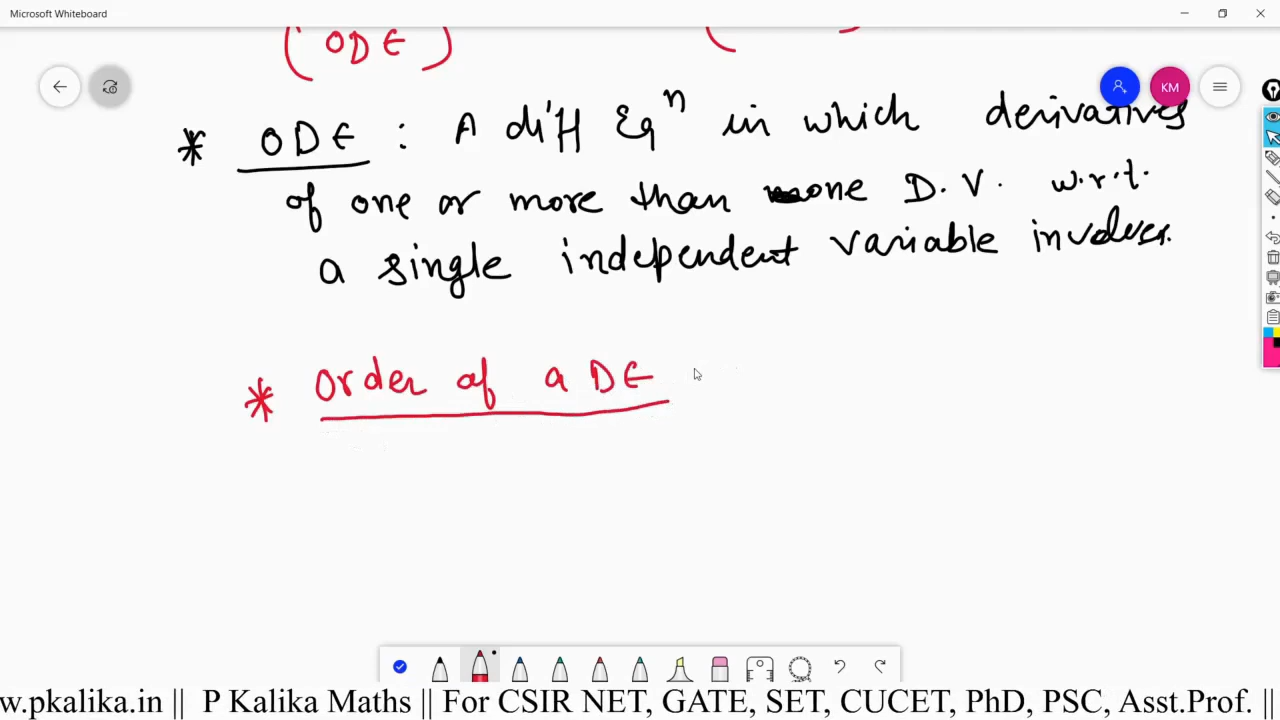 Microsoft Whiteboard
(ODE)
KM
* ODE : A diff Eqn in which derivatives
of one or more than one D.V. w.r.t.
a single independent variable involves.
* Order of a DE
w.pkalika.in || P Kalika Maths || For CSIR NET, GATE, SET, CUCET, PhD, PSC, Asst.Prof. ||